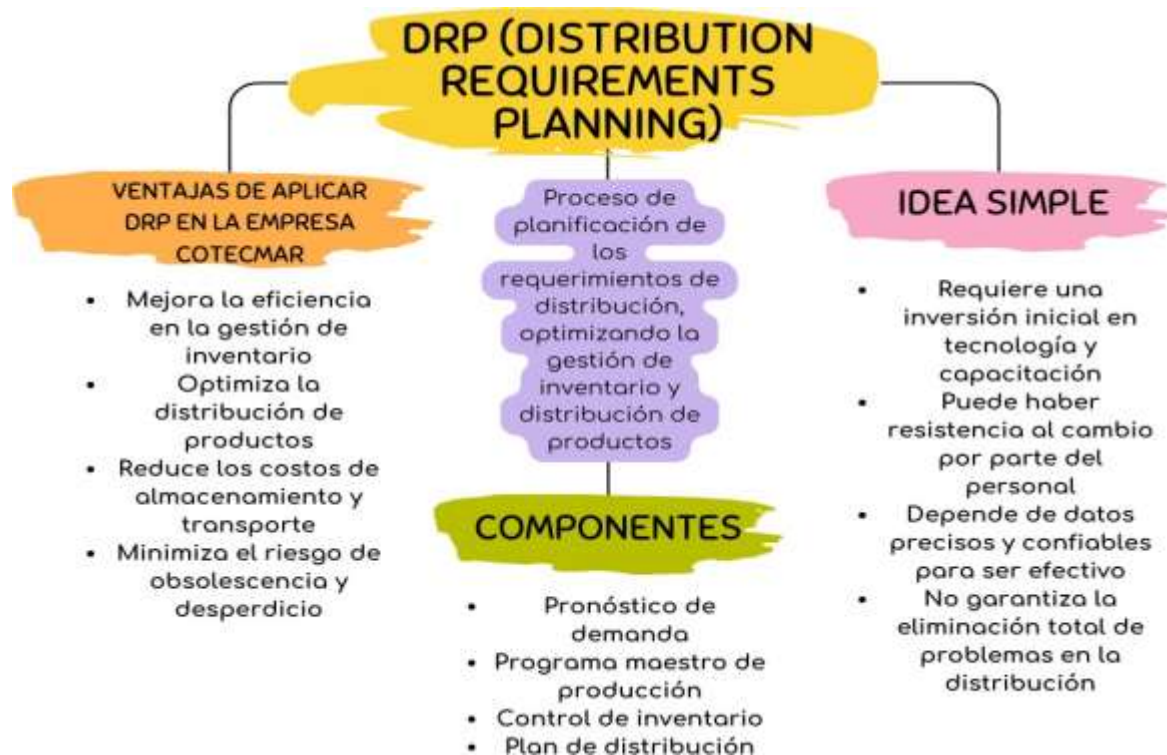 DRP (DISTRIBUTION
REQUIREMENTS
PLANNING)
VENTAJAS DE APLICAR
DRP EN LA EMPRESA
COTECMAR
• Mejora la eficiencia
en la gestión de
inventario
• Optimiza la
distribución de
productos
• Reduce los costos de
almacenamiento y
transporte
• Minimiza el riesgo de
obsolescencia y
desperdicio
Proceso de
planificación de
los
requerimientos de
distribución,
optimizando la
gestión de
inventario y
distribución de
productos
COMPONENTES
• Pronóstico de
demanda
• Programa maestro de
producción
• Control de inventario
• Plan de distribución
IDEA SIMPLE
• Requiere una
inversión inicial en
tecnología y
capacitación
• Puede haber
resistencia al cambio
por parte del
personal
• Depende de datos
precisos y confiables
para ser efectivo
• No garantiza la
eliminación total de
problemas en la
distribución